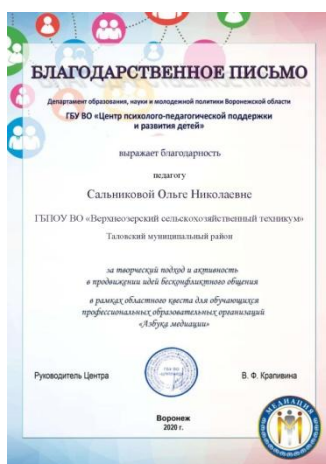 БЛАГОДАРСТВЕННОЕ ПИСЬМО
Департамент образования, науки и молодежной политики Воронежской области
ГБУ ВО «Центр психолого-педагогической поддержки
и развития детей»
выражает благодарность
педагогу
Сальниковой Ольге Николаевне
ГБПОУ ВО «Верхнеозерский сельскохозяйственный техникум»
Таловский муниципальный район
за творческий подход и активность
в продвижении идей бесконфликтного общения
в рамках областного квеста для обучающихся
профессиональных образовательных организаций
«Азбука медиации»
Руководитель Центра
В. Ф. Крапивина
Воронеж
2020 г.
МЕДИАЦИЯ